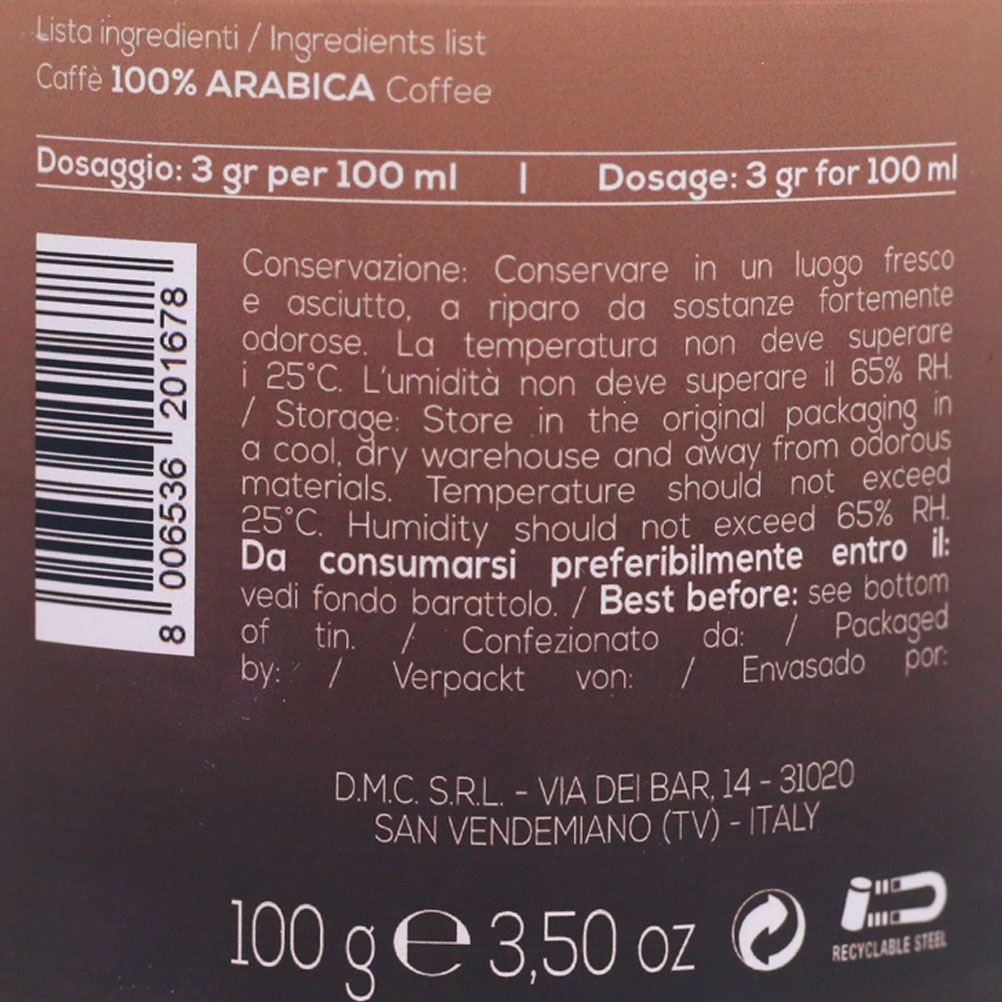 Lista ingredienti / Ingredients list
Caffè 100% ARABICA Coffee
Dosaggio: 3 gr per 100 ml | Dosage: 3 gr for 100 ml
8 006536 201678
Conservazione: Conservare in un luogo fresco
e asciutto, a riparo da sostanze fortemente
odorose. La temperatura non deve superare
i 25°C. L'umidità non deve superare il 65% RH.
/ Storage: Store in the original packaging in
a cool, dry warehouse and away from odorous
materials. Temperature should not exceed
25°C. Humidity should not exceed 65% RH.
Da consumarsi preferibilmente entro il:
vedi fondo barattolo. / Best before: see bottom
of tin. / Confezionato da: / Packaged
by: / Verpackt von: / Envasado por:
D.M.C. S.R.L. - VIA DEI BAR, 14 - 31020
SAN VENDEMIANO (TV) - ITALY
100 g e 3,50 oz
RECYCLABLE STEEL